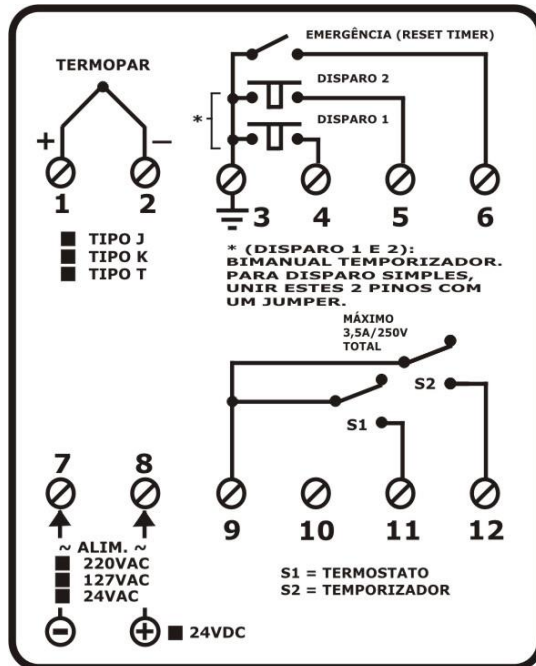 EMERGÊNCIA (RESET TIMER)
TERMOPAR
DISPARO 2
*
DISPARO 1
+
−
1
2
3
4
5
6
TIPO J
TIPO K
TIPO T
* (DISPARO 1 E 2):
BIMANUAL TEMPORIZADOR.
PARA DISPARO SIMPLES,
UNIR ESTES 2 PINOS COM
UM JUMPER.
MÁXIMO
3,5A/250V
TOTAL
S2
S1
7
8
9
10
11
12
~ ALIM. ~
220VAC
127VAC
24VAC
24VDC
S1 = TERMOSTATO
S2 = TEMPORIZADOR